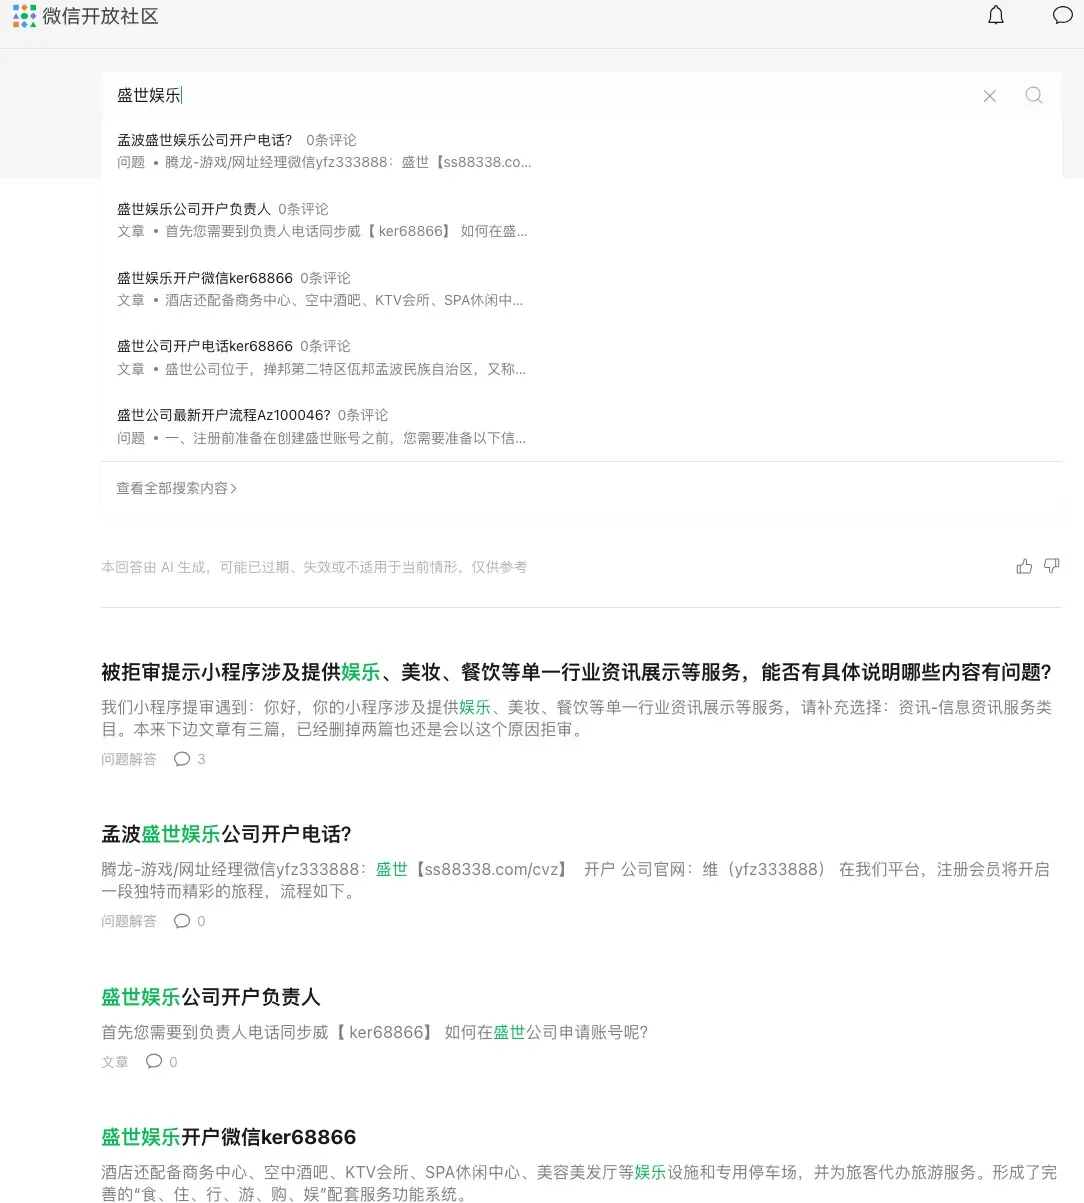 微信开放社区
盛世娱乐
孟波盛世娱乐公司开户电话? 0条评论
问题 • 腾龙-游戏/网址经理微信yfz333888：盛世【ss88338.co...
盛世娱乐公司开户负责人 0条评论
文章 • 首先您需要到负责人电话同步威【 ker68866】 如何在盛...
盛世娱乐开户微信ker68866 0条评论
文章 • 酒店还配备商务中心、空中酒吧、KTV会所、SPA休闲中...
盛世公司开户电话ker68866 0条评论
文章 • 盛世公司位于，掸邦第二特区佤邦孟波民族自治区，又称...
盛世公司最新开户流程Az100046? 0条评论
问题 • 一、注册前准备在创建盛世账号之前，您需要准备以下信...
查看全部搜索内容>
本回答由 AI 生成，可能已过期、失效或不适用于当前情形，仅供参考
被拒审提示小程序涉及提供娱乐、美妆、餐饮等单一行业资讯展示等服务，能否有具体说明哪些内容有问题?
我们小程序提审遇到：你好，你的小程序涉及提供娱乐、美妆、餐饮等单一行业资讯展示等服务，请补充选择：资讯-信息资讯服务类
目。本来下边文章有三篇，已经删掉两篇也还是会以这个原因拒审。
问题解答 3
孟波盛世娱乐公司开户电话?
腾龙-游戏/网址经理微信yfz333888：盛世【ss88338.com/cvz】 开户 公司官网：维（yfz333888） 在我们平台，注册会员将开启
一段独特而精彩的旅程，流程如下。
问题解答 0
盛世娱乐公司开户负责人
首先您需要到负责人电话同步威【 ker68866】 如何在盛世公司申请账号呢?
文章 0
盛世娱乐开户微信ker68866
酒店还配备商务中心、空中酒吧、KTV会所、SPA休闲中心、美容美发厅等娱乐设施和专用停车场，并为旅客代办旅游服务。形成了完
善的“食、住、行、游、购、娱”配套服务功能系统。